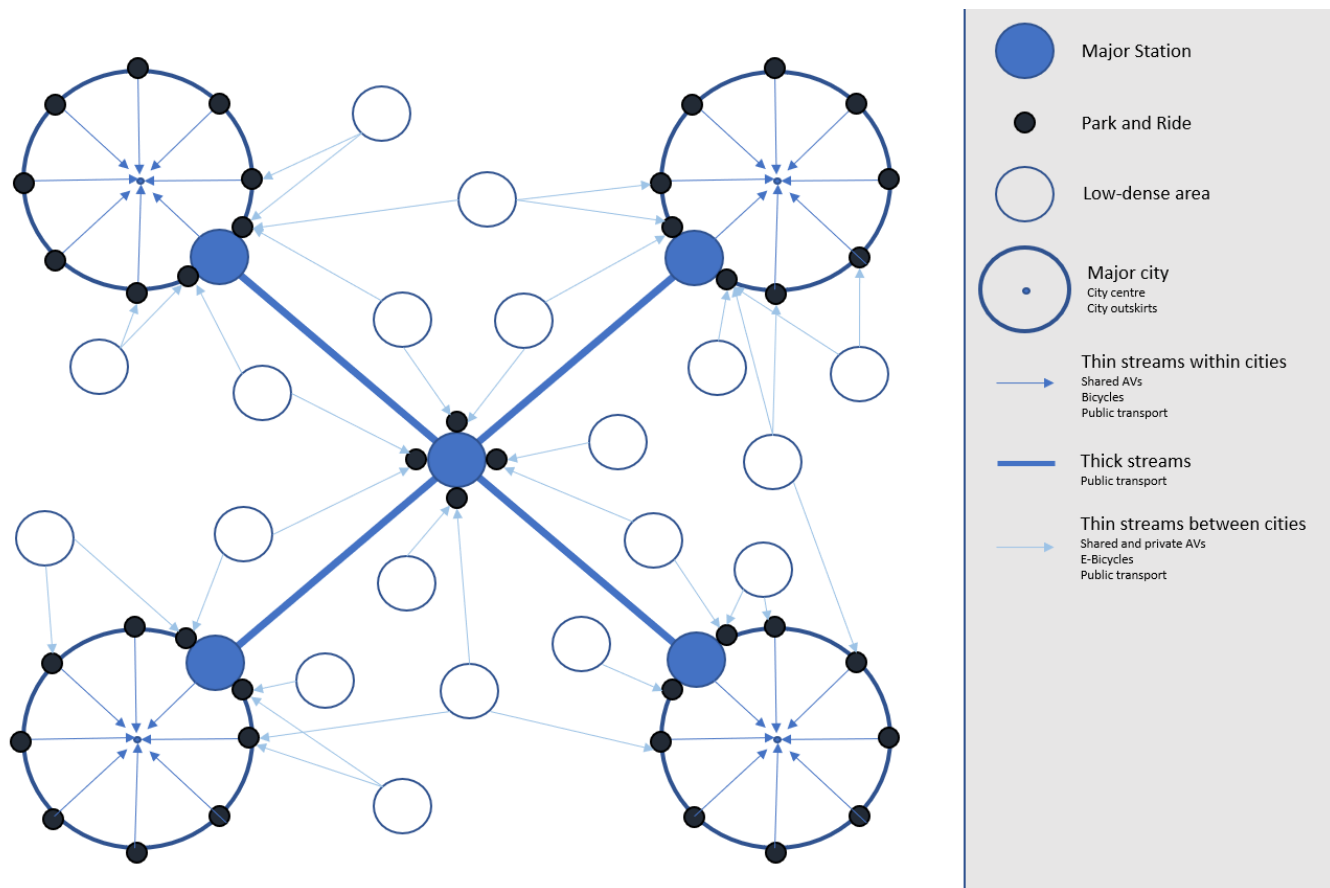 Major Station
Park and Ride
Low-dense area
Major city
City centre
City outskirts
Thin streams within cities
Shared AVs
Bicycles
Public transport
Thick streams
Public transport
Thin streams between cities
Shared and private AVs
E-Bicycles
Public transport